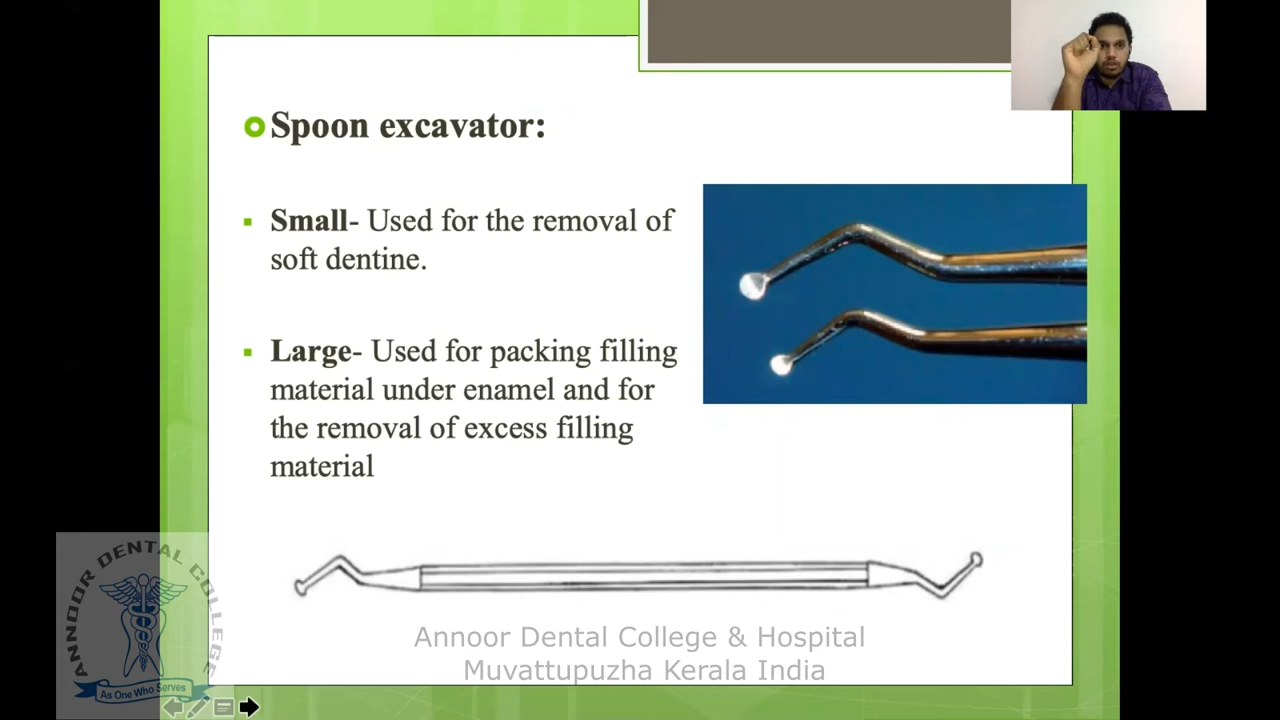 Spoon excavator:
Small- Used for the removal of
soft dentine.
Large- Used for packing filling
material under enamel and for
the removal of excess filling
material
ANNOOR DENTAL COLLEGE
As One Who Serves
Annoor Dental College & Hospital
Muvattupuzha Kerala India